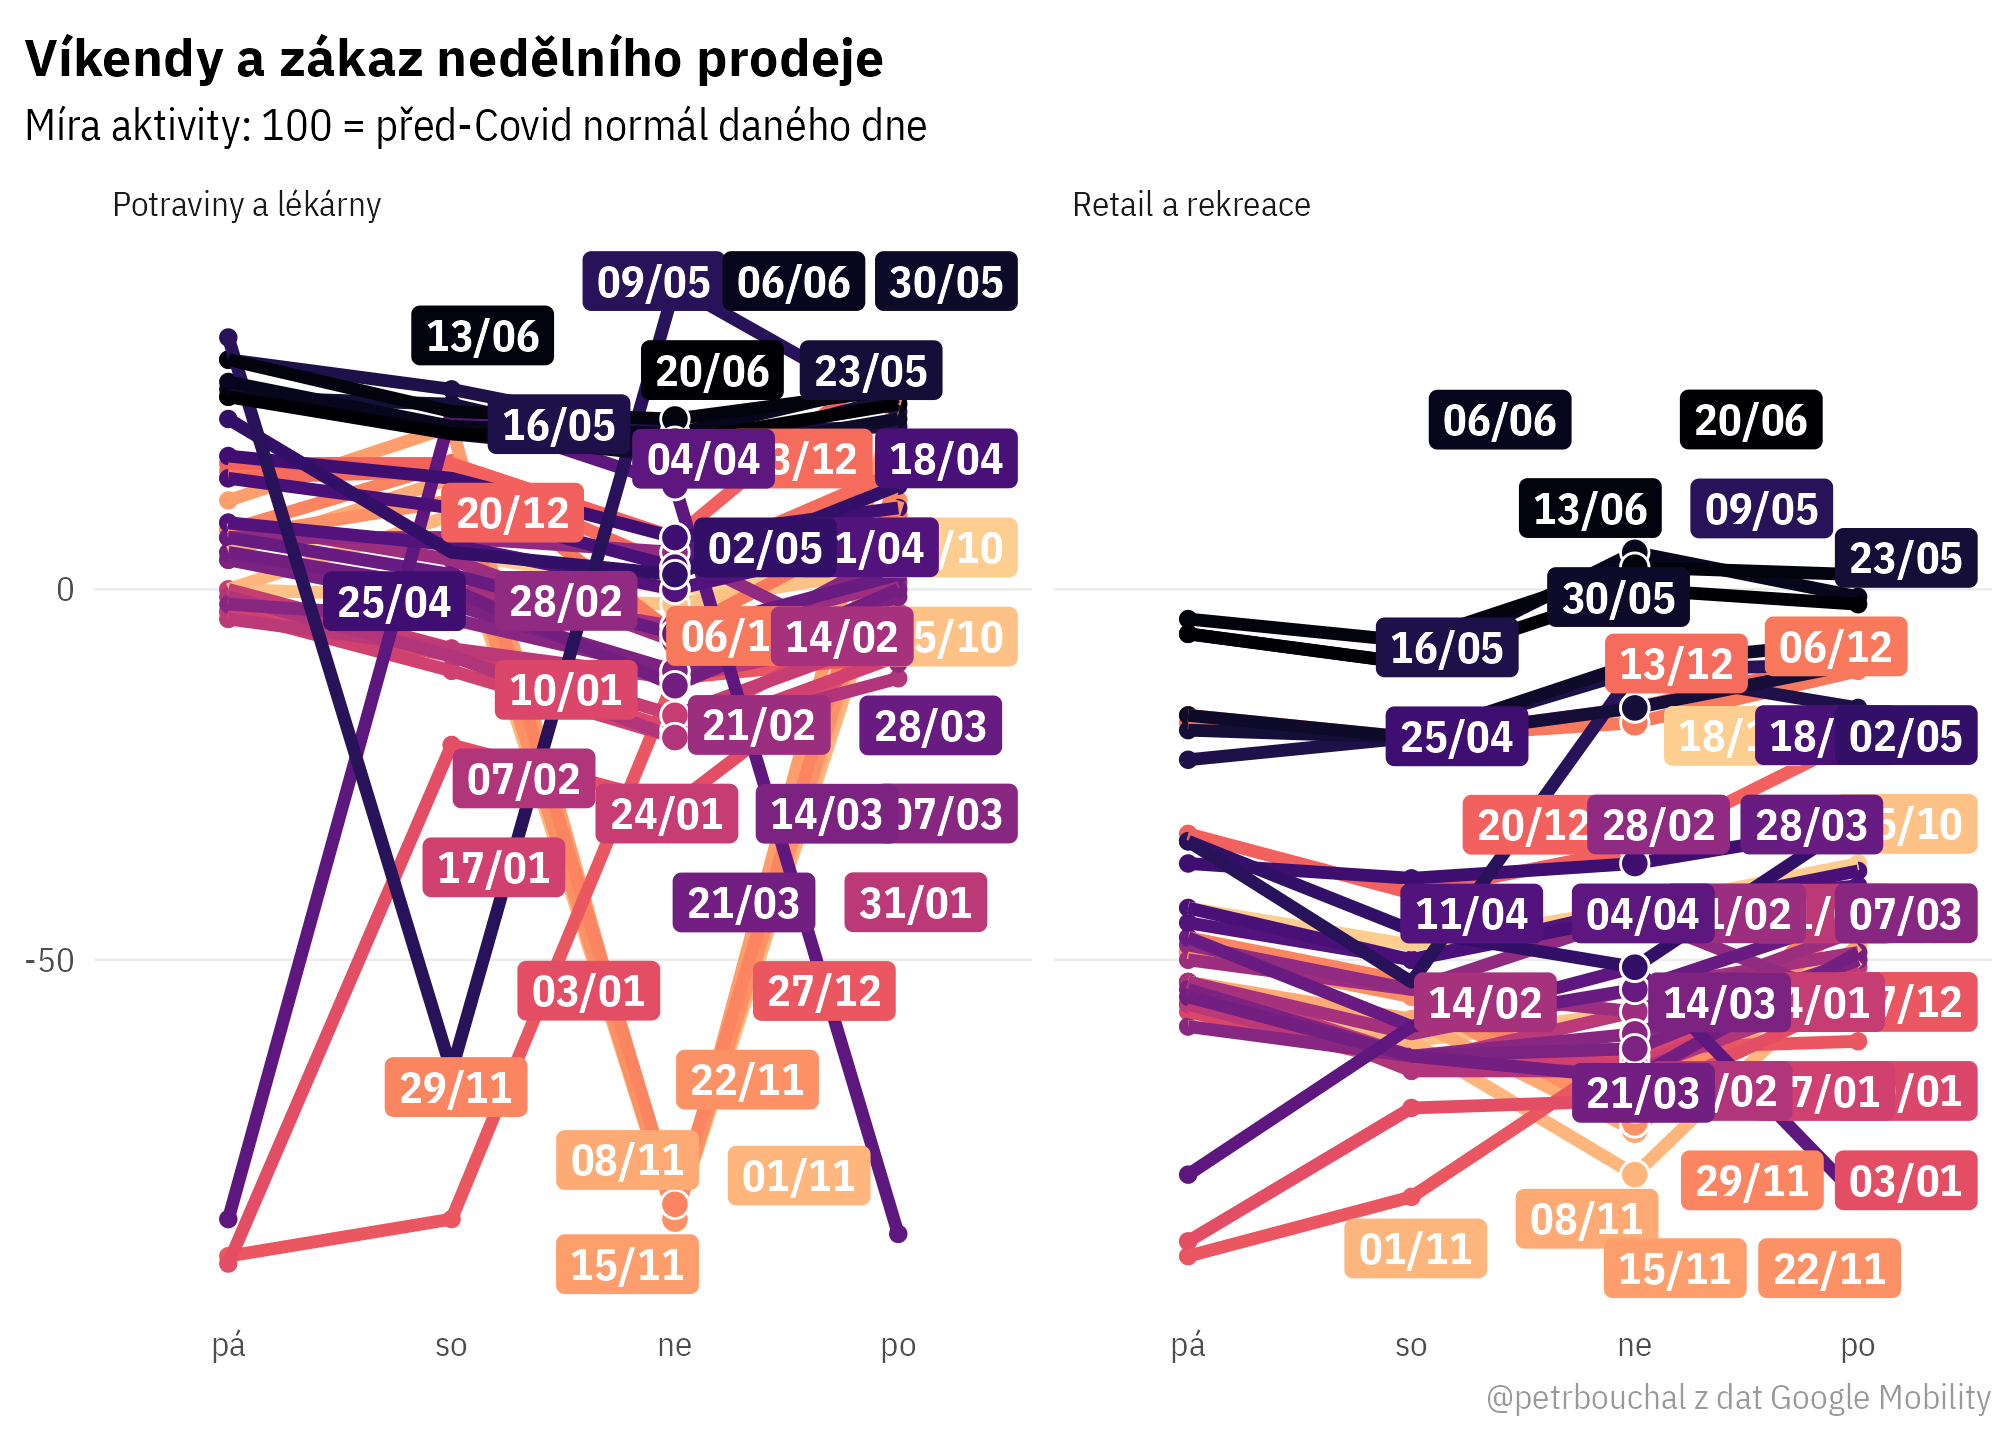 Víkendy a zákaz nedělního prodeje
Míra aktivity: 100 = před-Covid normál daného dne
Potraviny a lékárny
09/05 06/06 30/05
13/06
20/06 23/05
16/05
04/04 3/12 18/04
20/12
02/05 1/04 /10
0
25/04 28/02
06/1 14/02 5/10
10/01
21/02 28/03
07/02
24/01 14/03 07/03
17/01
21/03 31/01
-50
03/01 27/12
29/11 22/11
08/11 01/11
15/11
pá so ne po
Retail a rekreace
06/06 20/06
13/06 09/05
23/05
30/05
16/05 13/12 06/12
25/04 18/1 18/ 02/05
20/12 28/02 28/03 5/10
11/04 04/04 1/02 1/ 07/03
14/02 14/03 4/01 7/12
21/03 /02 7/01 /01
29/11 03/01
08/11
01/11 15/11 22/11
pá so ne po
@petrbouchal z dat Google Mobility